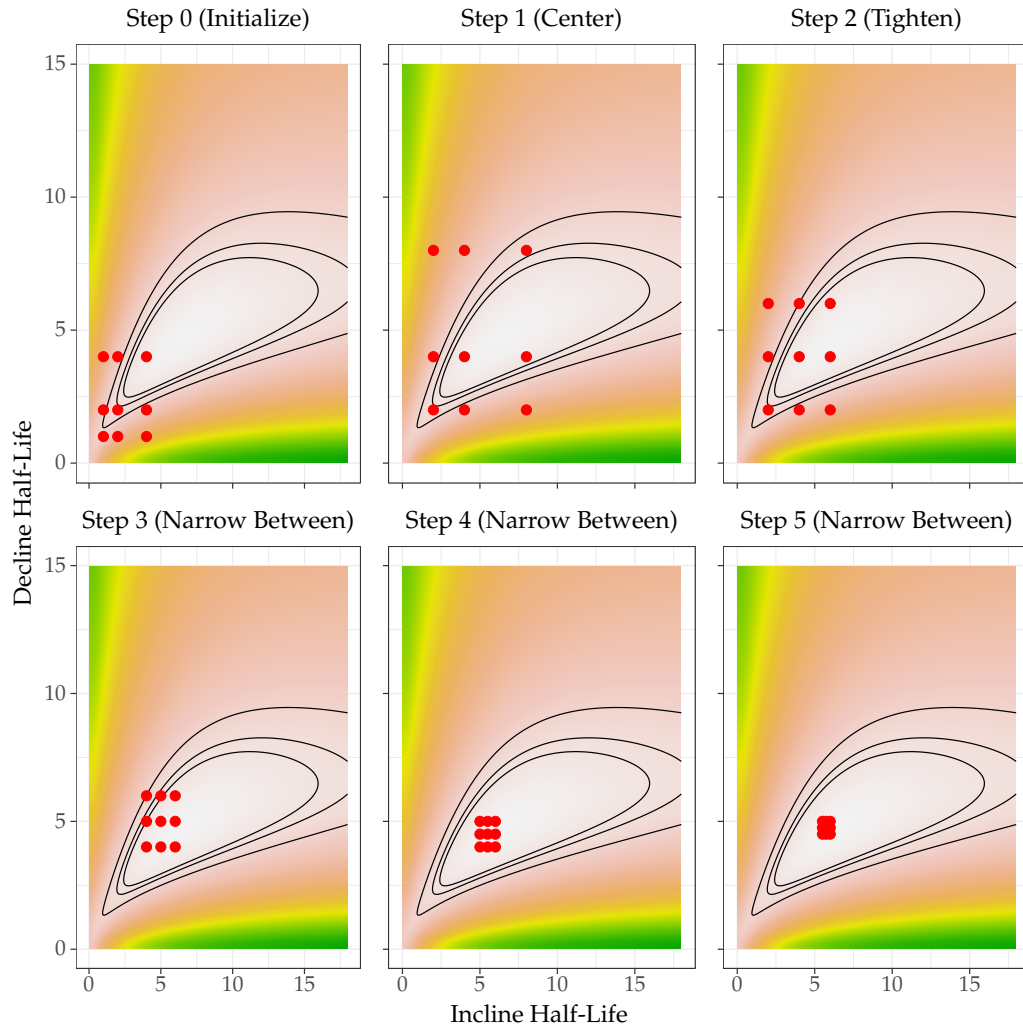 Step 0 (Initialize)
Step 1 (Center)
Step 2 (Tighten)
15
10
5
0
Step 3 (Narrow Between)
Step 4 (Narrow Between)
Step 5 (Narrow Between)
15
10
5
0
0 5 10 15
0 5 10 15
0 5 10 15
Decline Half-Life
Incline Half-Life